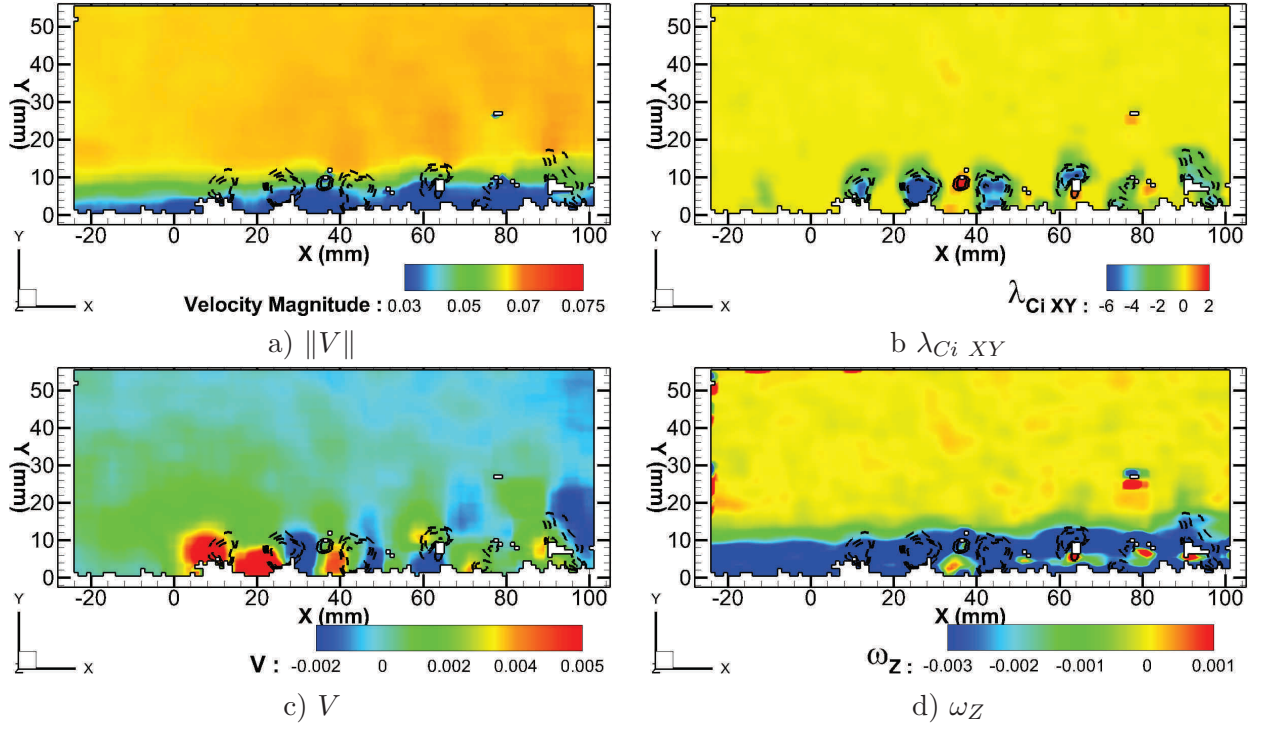 Y (mm)
50
40
30
20
10
0
-20 0 20 40 60 80 100
X (mm)
Y
Z X
Velocity Magnitude : 0.03 0.05 0.07 0.075
a) ‖V‖
Y (mm)
50
40
30
20
10
0
-20 0 20 40 60 80 100
X (mm)
Y
Z X
λCi XY : -6 -4 -2 0 2
b λCi XY
Y (mm)
50
40
30
20
10
0
-20 0 20 40 60 80 100
X (mm)
Y
Z X
V : -0.002 0 0.002 0.004 0.005
c) V
Y (mm)
50
40
30
20
10
0
-20 0 20 40 60 80 100
X (mm)
Y
Z X
ωZ : -0.003 -0.002 -0.001 0 0.001
d) ωZ